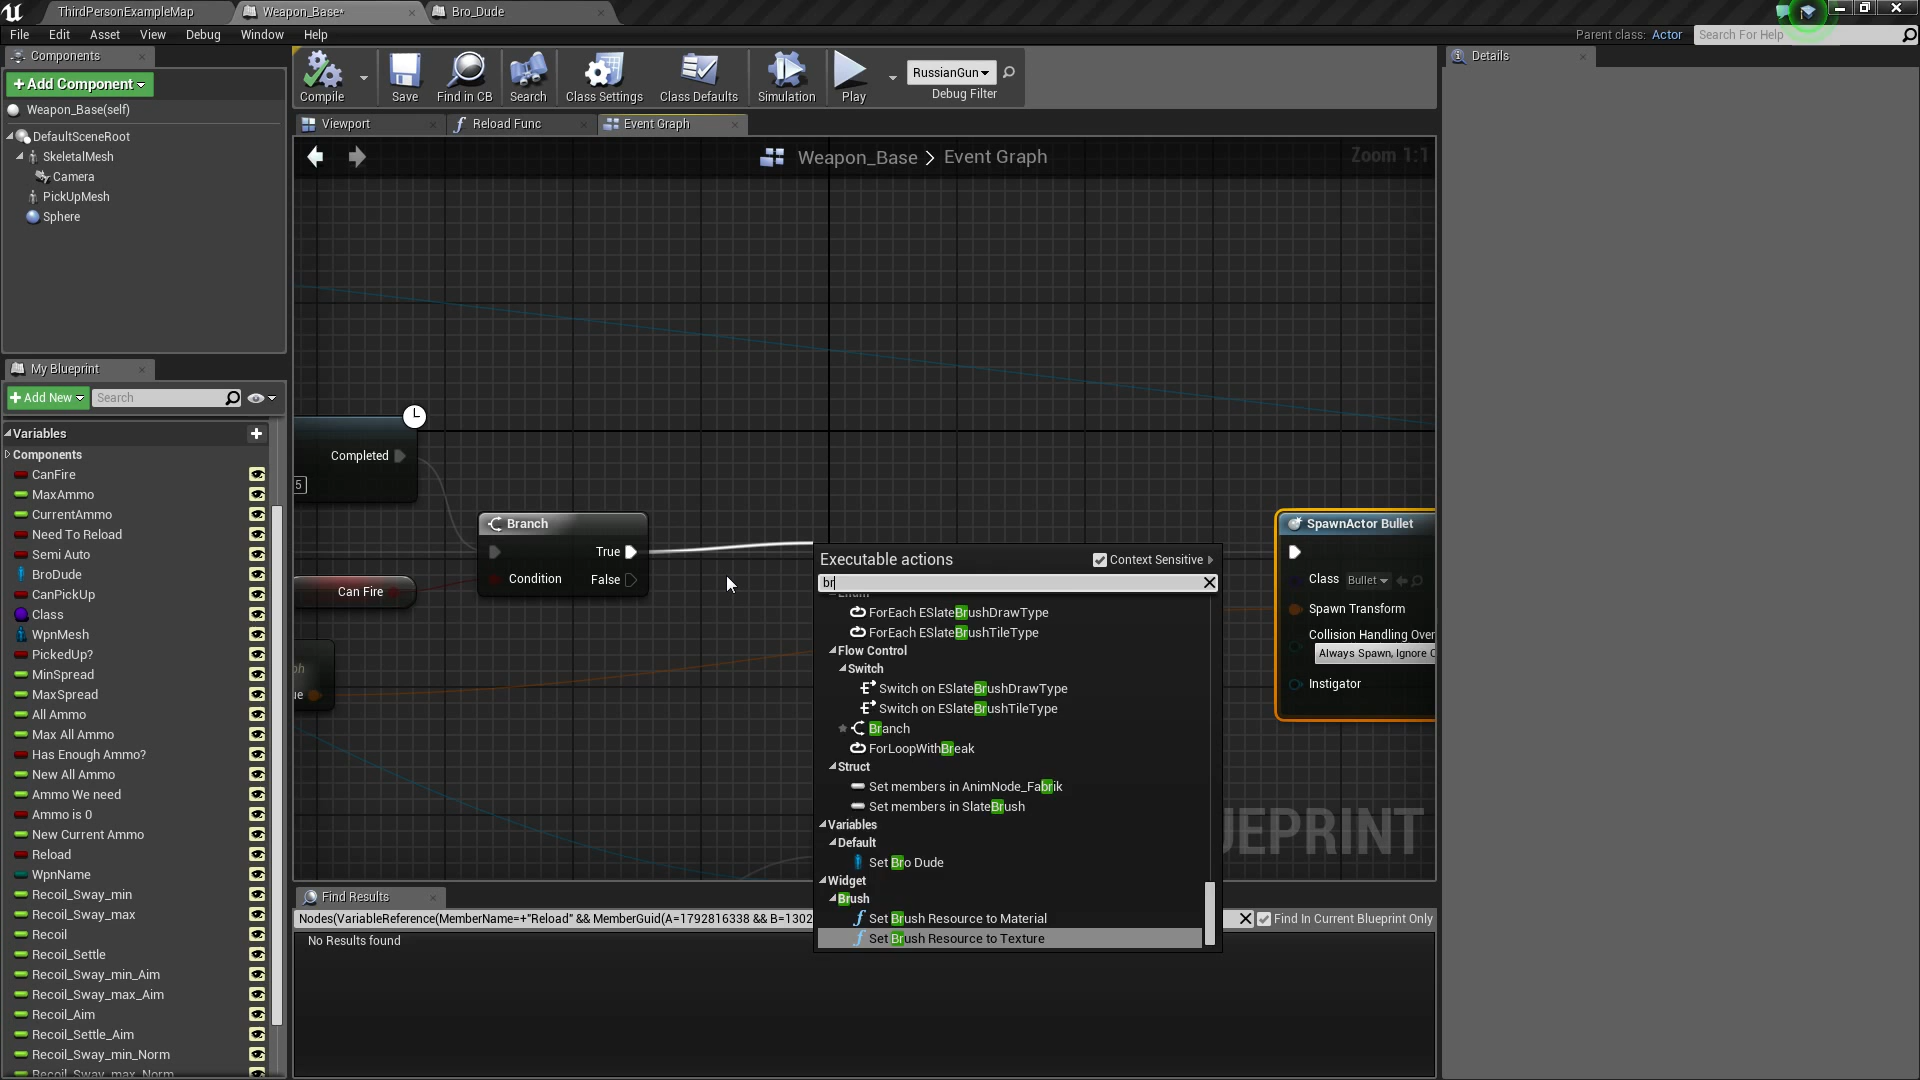 ThirdPersonExampleMap
Weapon_Base*
Bro_Dude
File Edit Asset View Debug Window Help
Parent class: Actor
Search For Help
Components
+ Add Component
Weapon_Base(self)
DefaultSceneRoot
SkeletalMesh
Camera
PickUpMesh
Sphere
Compile
Save
Find in CB
Search
Class Settings
Class Defaults
Simulation
Play
RussianGun
Debug Filter
Details
Viewport
Reload Func
Event Graph
Weapon_Base > Event Graph
Zoom 1:1
My Blueprint
+ Add New
Search
Variables
Components
CanFire
MaxAmmo
CurrentAmmo
Need To Reload
Semi Auto
BroDude
CanPickUp
Class
WpnMesh
PickedUp?
MinSpread
MaxSpread
All Ammo
Max All Ammo
Has Enough Ammo?
New All Ammo
Ammo We need
Ammo is 0
New Current Ammo
Reload
WpnName
Recoil_Sway_min
Recoil_Sway_max
Recoil
Recoil_Settle
Recoil_Sway_min_Aim
Recoil_Sway_max_Aim
Recoil_Aim
Recoil_Settle_Aim
Recoil_Sway_min_Norm
Recoil_Sway_max_Norm
Completed
5
Branch
True
Condition
False
Can Fire
ph
ue
Executable actions
Context Sensitive
br
Enum
ForEach ESlateBrushDrawType
ForEach ESlateBrushTileType
Flow Control
Switch
Switch on ESlateBrushDrawType
Switch on ESlateBrushTileType
Branch
ForLoopWithBreak
Struct
Set members in AnimNode_Fabrik
Set members in SlateBrush
Variables
Default
Set Bro Dude
Widget
Brush
Set Brush Resource to Material
Set Brush Resource to Texture
SpawnActor Bullet
Class Bullet
Spawn Transform
Collision Handling Over
Always Spawn, Ignore C
Instigator
UEPRINT
Find Results
Nodes(VariableReference(MemberName=+"Reload" && MemberGuid(A=1792816338 && B=1302
Find In Current Blueprint Only
No Results found